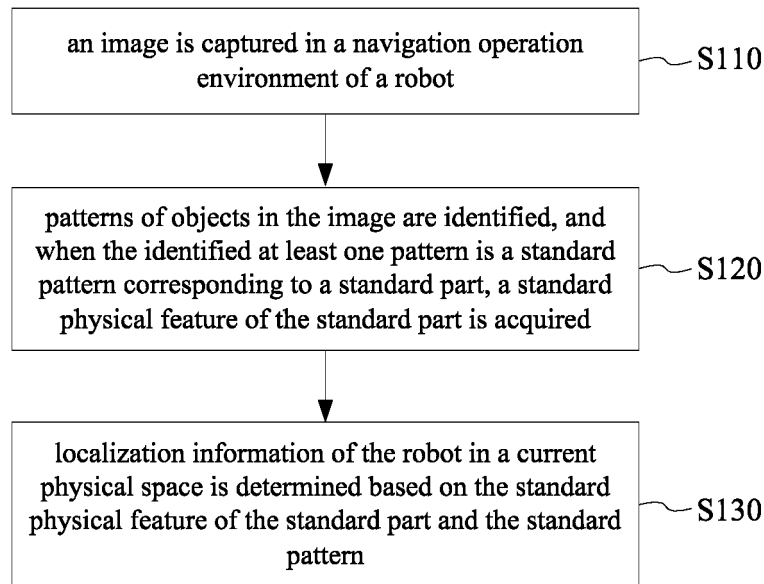 an image is captured in a navigation operation
environment of a robot
S110
patterns of objects in the image are identified, and
when the identified at least one pattern is a standard
pattern corresponding to a standard part, a standard
physical feature of the standard part is acquired
S120
localization information of the robot in a current
physical space is determined based on the standard
physical feature of the standard part and the standard
pattern
S130